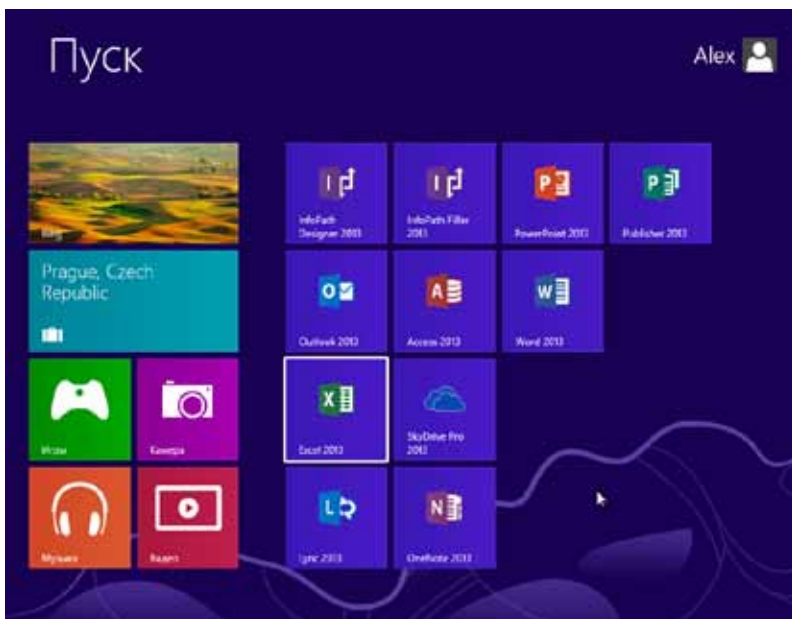 Пуск
Alex
Bing
InfoPath
Designer 2013
InfoPath Filler
2013
PowerPoint 2013
Publisher 2013
Prague, Czech
Republic
Outlook 2013
Access 2013
Word 2013
Игры
Камера
Excel 2013
SkyDrive Pro
2013
Музыка
Видео
Lync 2013
OneNote 2013